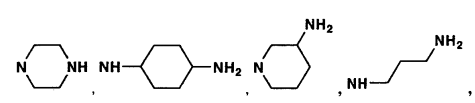 NH₂
NH₂
N NH , NH NH₂ , N , NH ,